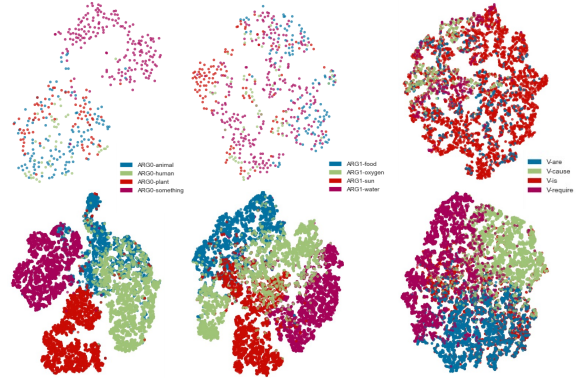 ARG0-animal
ARG0-human
ARG0-plant
ARG0-something
ARG1-food
ARG1-oxygen
ARG1-sun
ARG1-water
V-are
V-cause
V-is
V-require